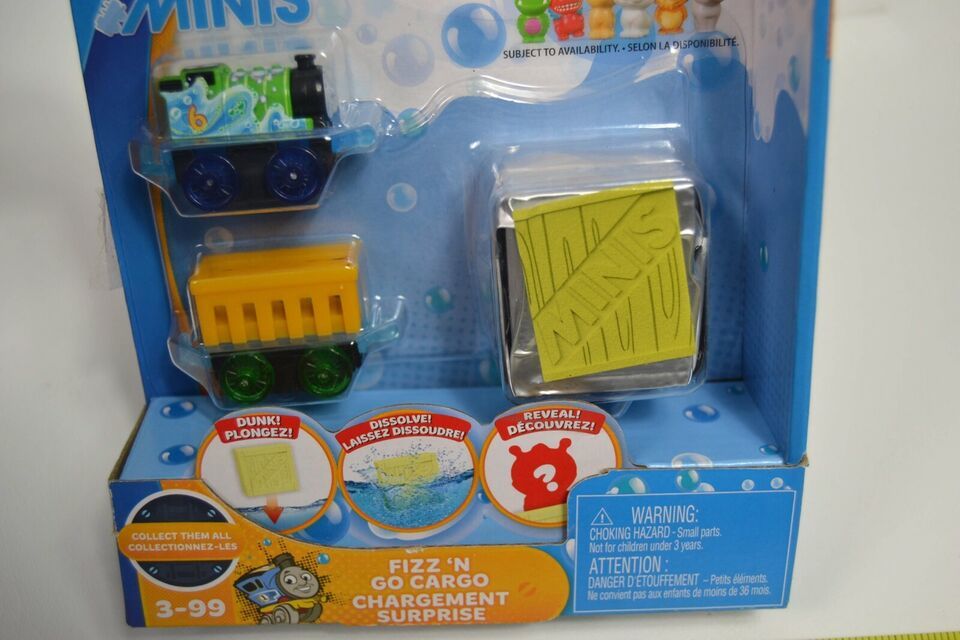 MINIS
SUBJECT TO AVAILABILITY. • SELON LA DISPONIBILITÉ.
6
MINIS
DUNK!
PLONGEZ!
DISSOLVE!
LAISSEZ DISSOUDRE!
REVEAL!
DÉCOUVREZ!
?
COLLECT THEM ALL
COLLECTIONNEZ-LES
3-99
FIZZ 'N
GO CARGO
CHARGEMENT
SURPRISE
WARNING:
CHOKING HAZARD - Small parts.
Not for children under 3 years.
ATTENTION :
DANGER D'ÉTOUFFEMENT – Petits éléments.
Ne convient pas aux enfants de moins de 36 mois.